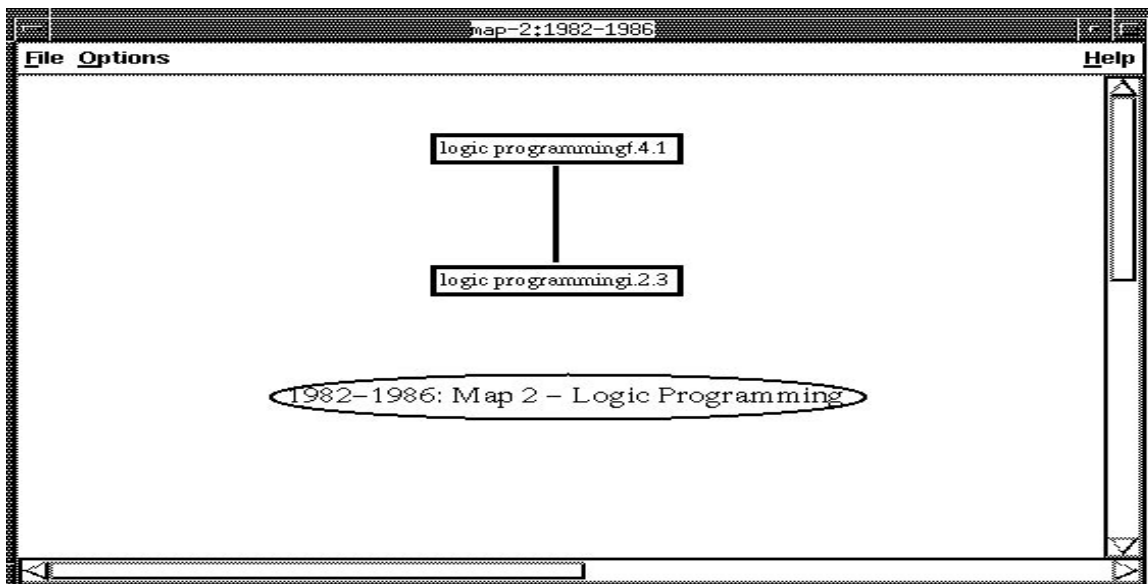 map-2:1982-1986
File Options Help
logic programmingf.4.1
logic programmingi.2.3
1982-1986: Map 2 - Logic Programming